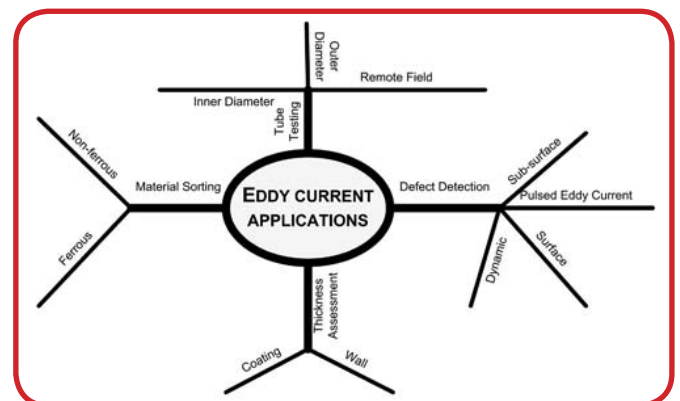 Outer
Diameter
Remote Field
Inner Diameter
Tube
Testing
Non-ferrous
Material Sorting
Ferrous
EDDY CURRENT
APPLICATIONS
Defect Detection
Sub-surface
Pulsed Eddy Current
Surface
Dynamic
Thickness
Assessment
Coating
Wall